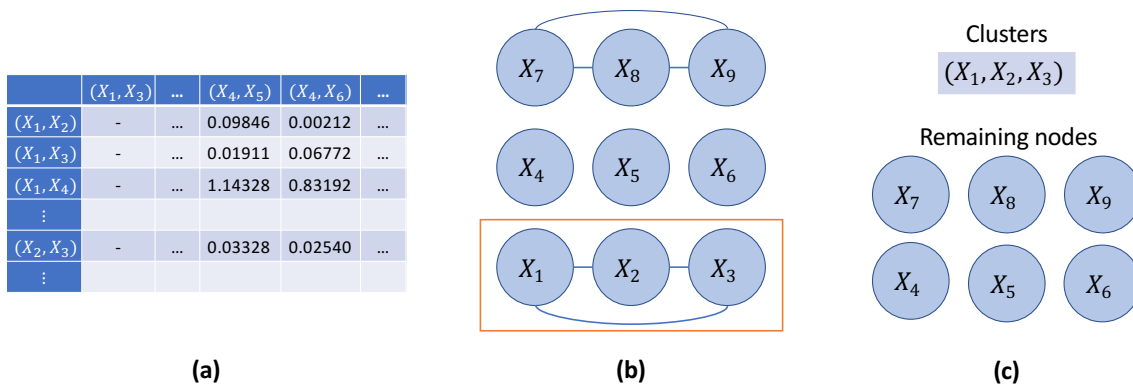 (X₁, X₃) ... (X₄, X₅) (X₄, X₆) ...
(X₁, X₂) - ... 0.09846 0.00212 ...
(X₁, X₃) - ... 0.01911 0.06772 ...
(X₁, X₄) - ... 1.14328 0.83192 ...
⋮
(X₂, X₃) - ... 0.03328 0.02540 ...
⋮
(a)
X₇ X₈ X₉
X₄ X₅ X₆
X₁ X₂ X₃
(b)
Clusters
(X₁, X₂, X₃)
Remaining nodes
X₇ X₈ X₉
X₄ X₅ X₆
(c)